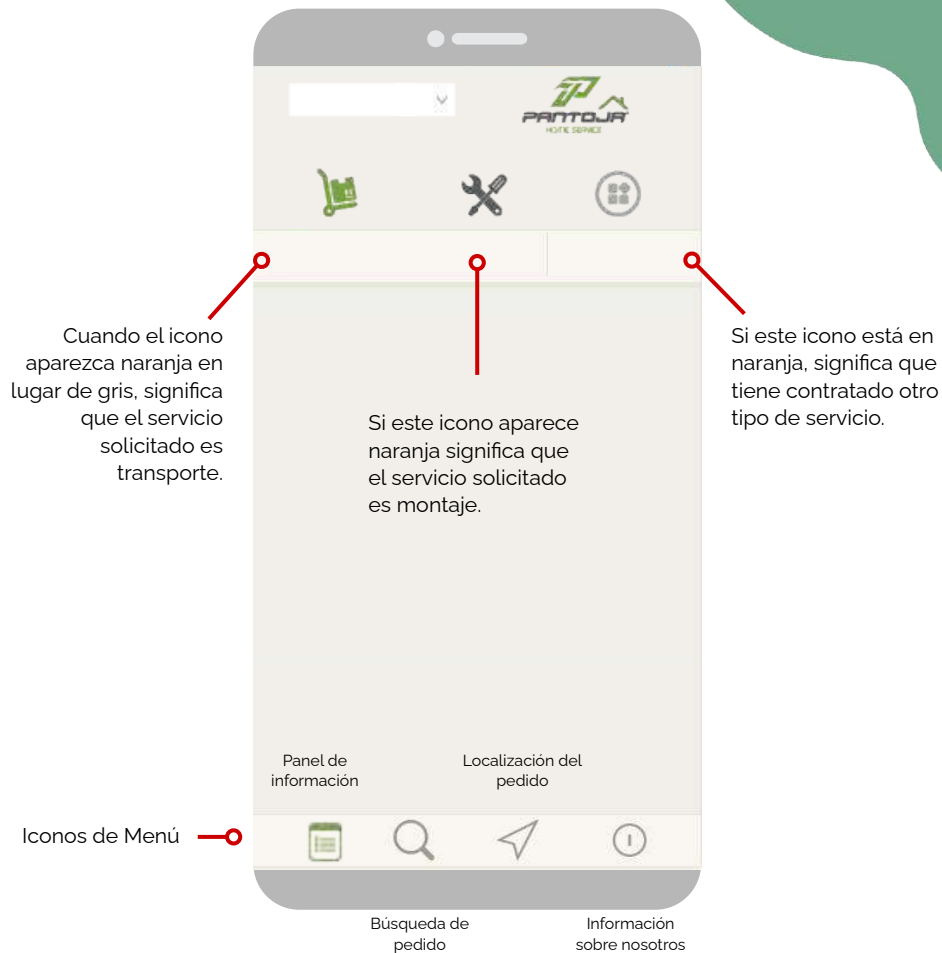 PANTOJA
HOME SERVICE
Cuando el icono
aparezca naranja en
lugar de gris, significa
que el servicio
solicitado es
transporte.
Si este icono aparece
naranja significa que
el servicio solicitado
es montaje.
Si este icono está en
naranja, significa que
tiene contratado otro
tipo de servicio.
Panel de
información
Localización del
pedido
Iconos de Menú
Búsqueda de
pedido
Información
sobre nosotros